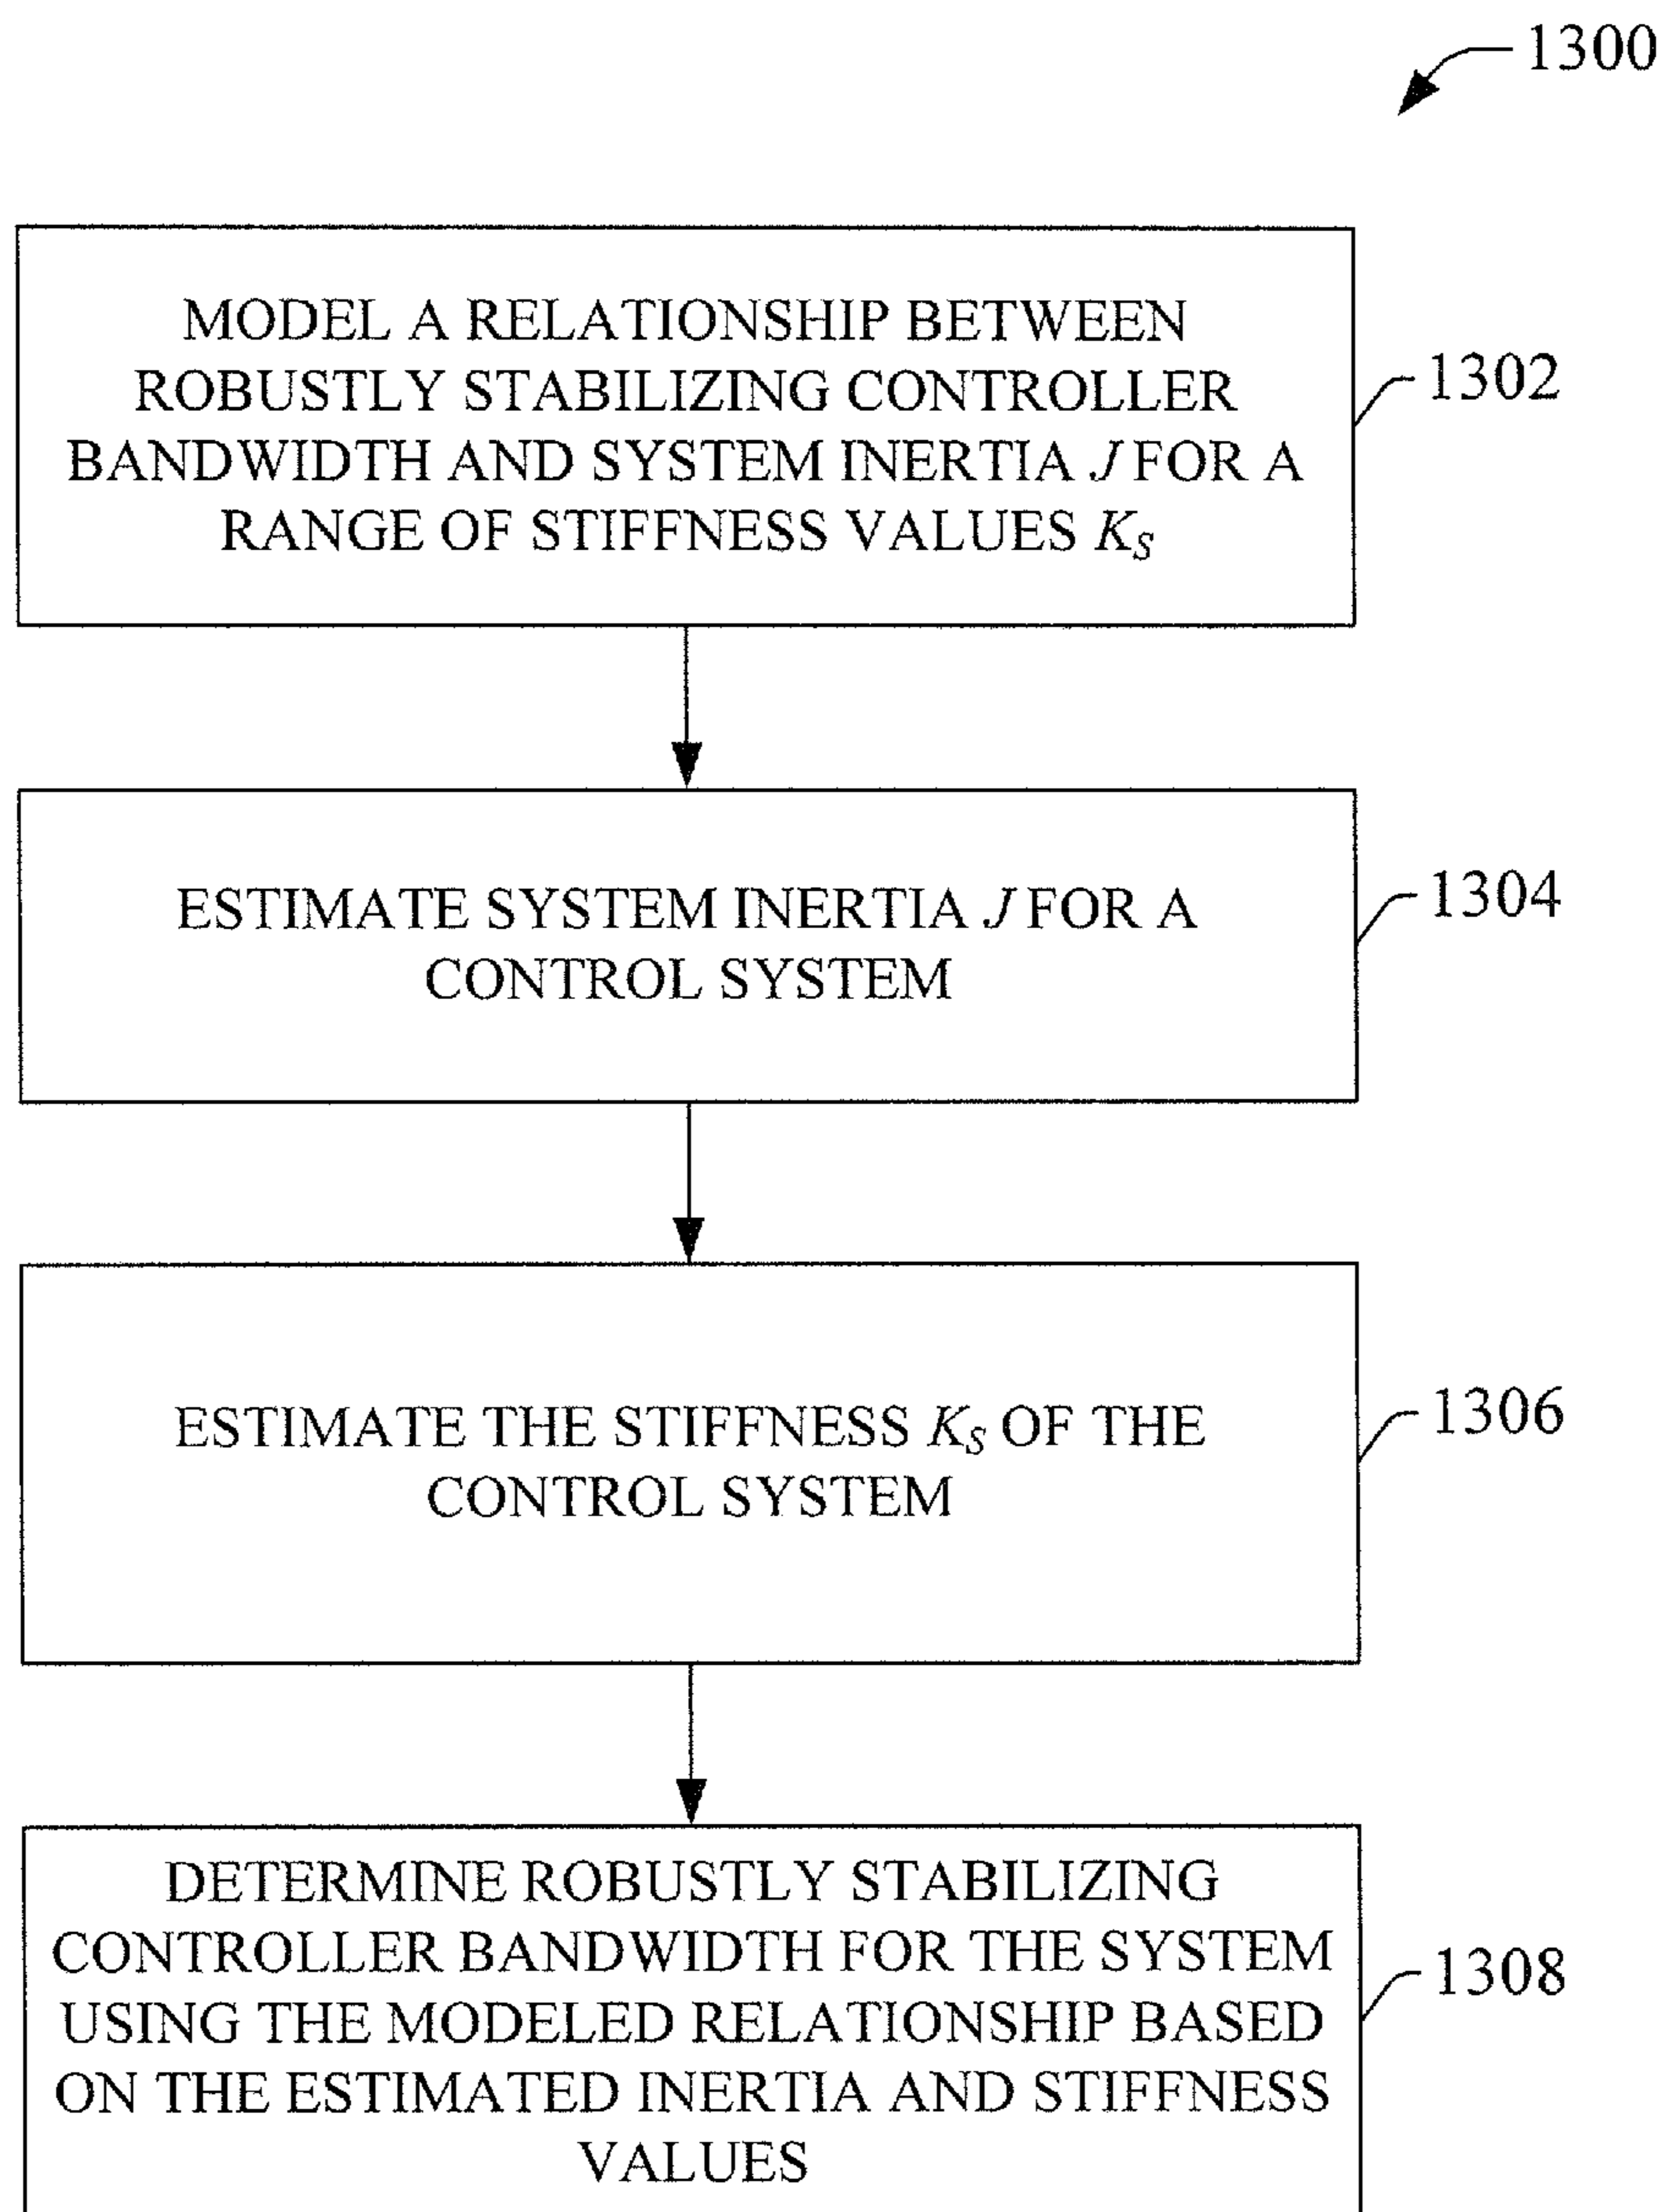 1300
MODEL A RELATIONSHIP BETWEEN
ROBUSTLY STABILIZING CONTROLLER
BANDWIDTH AND SYSTEM INERTIA J FOR A
RANGE OF STIFFNESS VALUES KS
1302
ESTIMATE SYSTEM INERTIA J FOR A
CONTROL SYSTEM
1304
ESTIMATE THE STIFFNESS KS OF THE
CONTROL SYSTEM
1306
DETERMINE ROBUSTLY STABILIZING
CONTROLLER BANDWIDTH FOR THE SYSTEM
USING THE MODELED RELATIONSHIP BASED
ON THE ESTIMATED INERTIA AND STIFFNESS
VALUES
1308